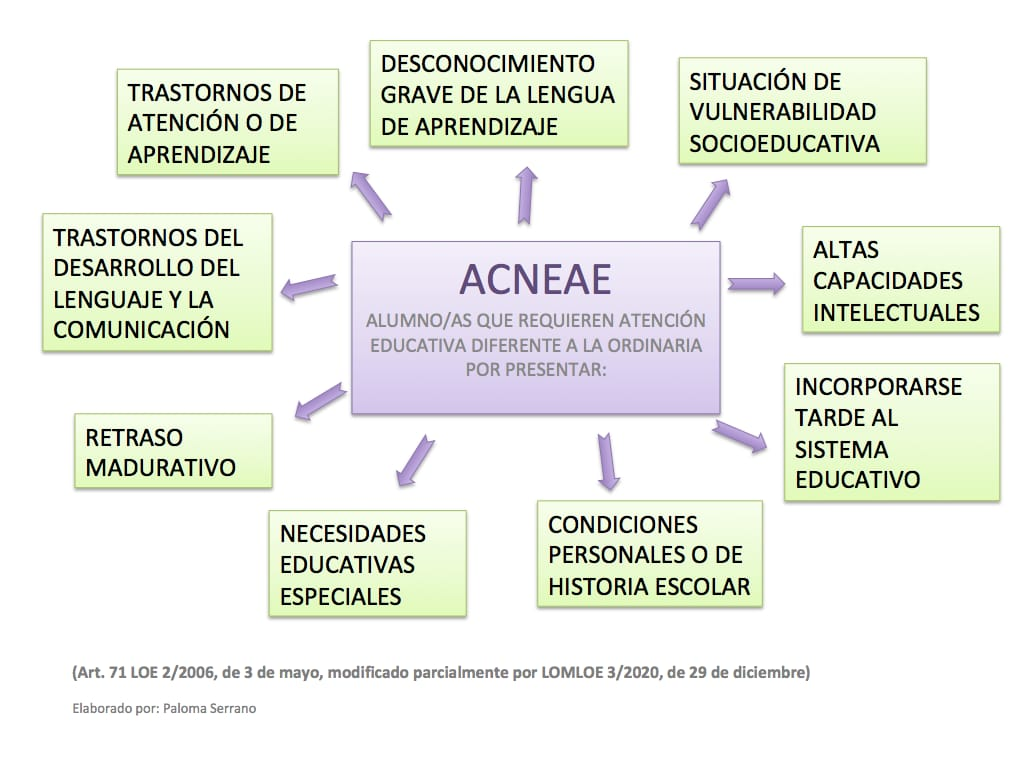 DESCONOCIMIENTO
GRAVE DE LA LENGUA
DE APRENDIZAJE
TRASTORNOS DE
ATENCIÓN O DE
APRENDIZAJE
SITUACIÓN DE
VULNERABILIDAD
SOCIOEDUCATIVA
TRASTORNOS DEL
DESARROLLO DEL
LENGUAJE Y LA
COMUNICACIÓN
ACNEAE
ALUMNO/AS QUE REQUIEREN ATENCIÓN
EDUCATIVA DIFERENTE A LA ORDINARIA
POR PRESENTAR:
ALTAS
CAPACIDADES
INTELECTUALES
INCORPORARSE
TARDE AL
SISTEMA
EDUCATIVO
RETRASO
MADURATIVO
NECESIDADES
EDUCATIVAS
ESPECIALES
CONDICIONES
PERSONALES O DE
HISTORIA ESCOLAR
(Art. 71 LOE 2/2006, de 3 de mayo, modificado parcialmente por LOMLOE 3/2020, de 29 de diciembre)
Elaborado por: Paloma Serrano